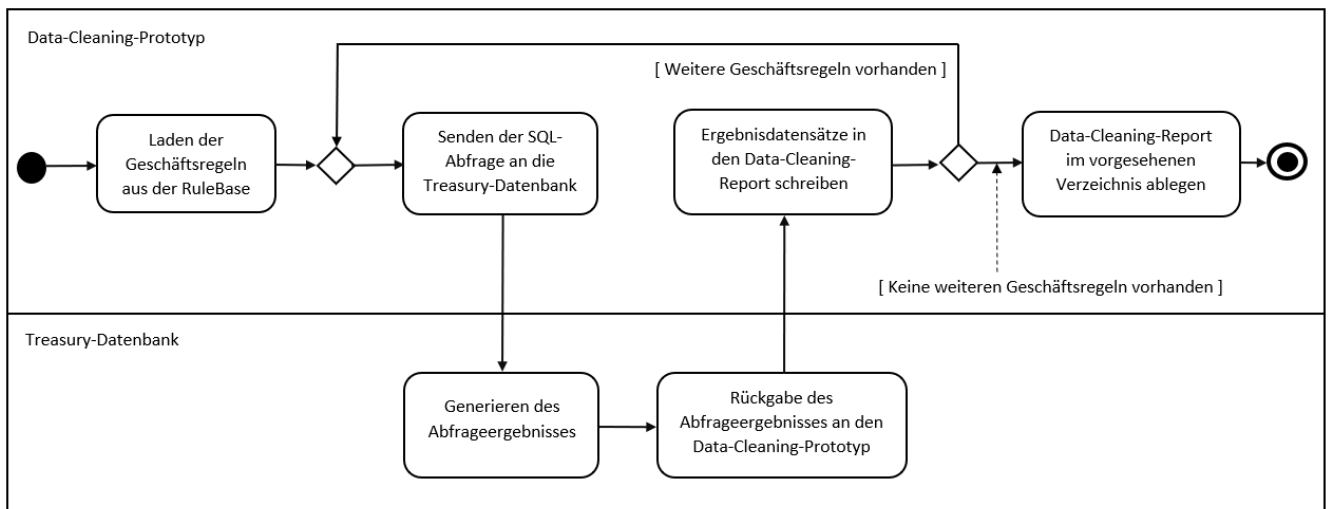 Data-Cleaning-Prototyp
[ Weitere Geschäftsregeln vorhanden ]
Laden der
Geschäftsregeln
aus der RuleBase
Senden der SQL-
Abfrage an die
Treasury-Datenbank
Ergebnisdatensätze in
den Data-Cleaning-
Report schreiben
Data-Cleaning-Report
im vorgesehenen
Verzeichnis ablegen
[ Keine weiteren Geschäftsregeln vorhanden ]
Treasury-Datenbank
Generieren des
Abfrageergebnisses
Rückgabe des
Abfrageergebnisses an den
Data-Cleaning-Prototyp